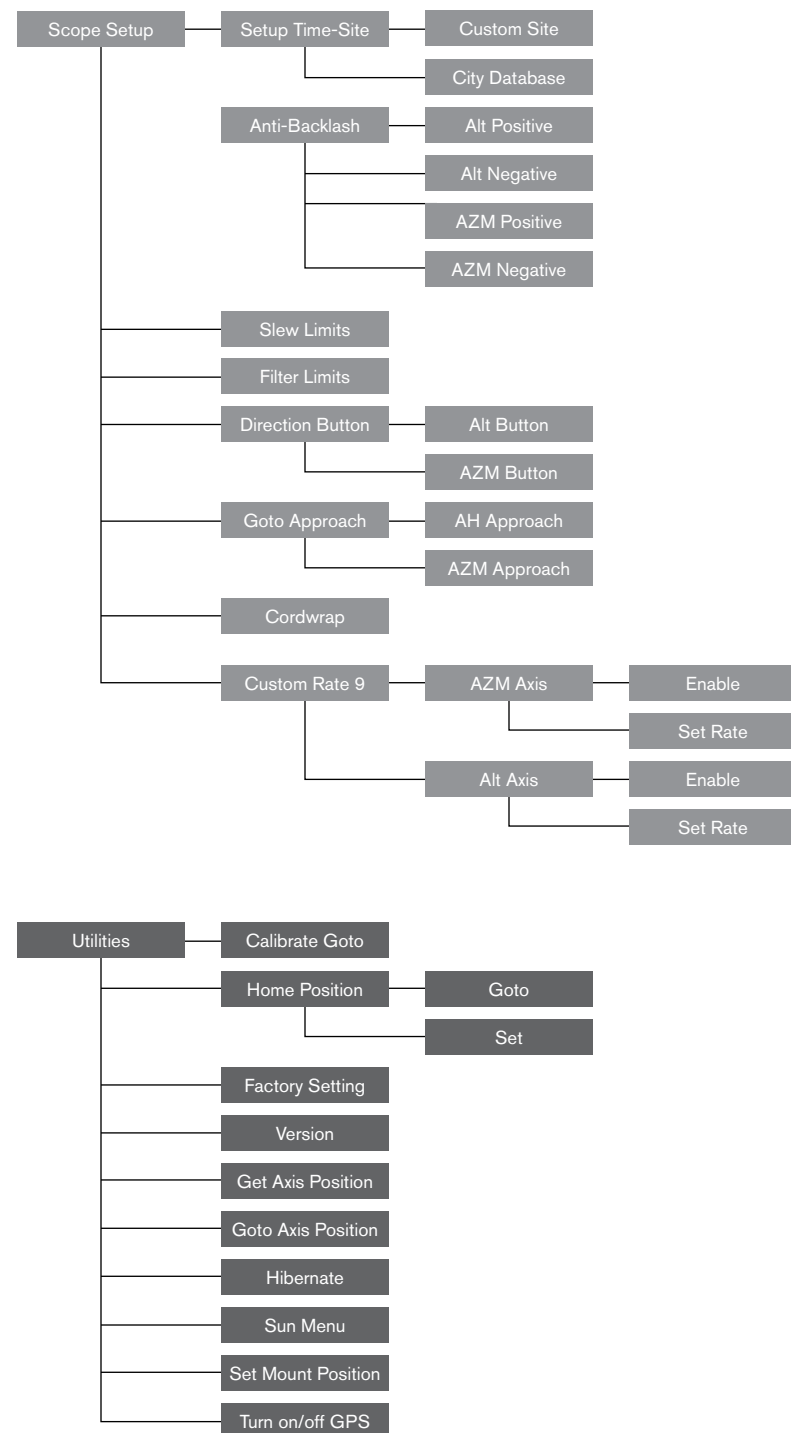 Scope Setup
Setup Time-Site
Custom Site
City Database
Anti-Backlash
Alt Positive
Alt Negative
AZM Positive
AZM Negative
Slew Limits
Filter Limits
Direction Button
Alt Button
AZM Button
Goto Approach
AH Approach
AZM Approach
Cordwrap
Custom Rate 9
AZM Axis
Enable
Set Rate
Alt Axis
Enable
Set Rate
Utilities
Calibrate Goto
Home Position
Goto
Set
Factory Setting
Version
Get Axis Position
Goto Axis Position
Hibernate
Sun Menu
Set Mount Position
Turn on/off GPS